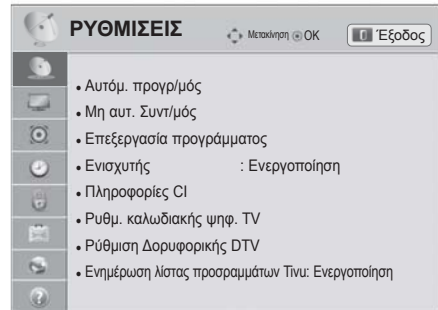 ΡΥΘΜΙΣΕΙΣ Μετακίνηση OK Έξοδος
• Αυτόμ. προγρ/μός
• Μη αυτ. Συντ/μός
• Επεξεργασία προγράμματος
• Ενισχυτής : Ενεργοποίηση
• Πληροφορίες CI
• Ρυθμ. καλωδιακής ψηφ. TV
• Ρύθμιση Δορυφορικής DTV
• Ενημέρωση λίστας προσραμμάτων Tivu: Ενεργοποίηση